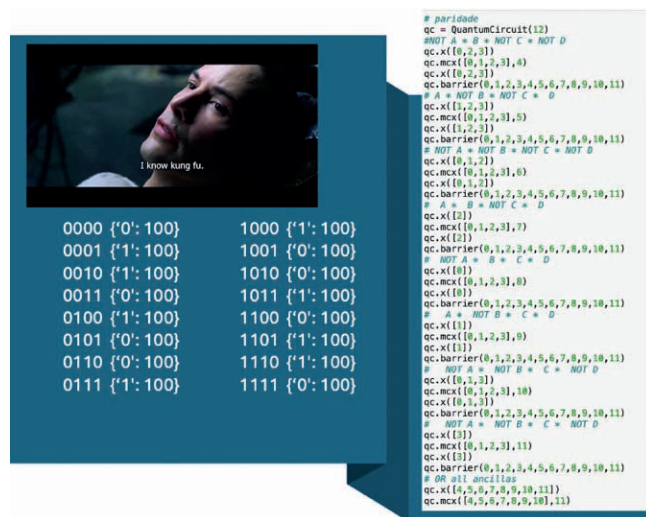 I know kung fu.
0000 {'0': 100}
0001 {'1': 100}
0010 {'1': 100}
0011 {'0': 100}
0100 {'1': 100}
0101 {'0': 100}
0110 {'0': 100}
0111 {'1': 100}
1000 {'1': 100}
1001 {'0': 100}
1010 {'0': 100}
1011 {'1': 100}
1100 {'0': 100}
1101 {'1': 100}
1110 {'1': 100}
1111 {'0': 100}
# paridade
qc = QuantumCircuit(12)
#NOT A * B * NOT C * NOT D
qc.x([0,2,3])
qc.mcx([0,1,2,3],4)
qc.x([0,2,3])
qc.barrier(0,1,2,3,4,5,6,7,8,9,10,11)
# A * NOT B * NOT C * D
qc.x([1,2,3])
qc.mcx([0,1,2,3],5)
qc.x([1,2,3])
qc.barrier(0,1,2,3,4,5,6,7,8,9,10,11)
# NOT A * NOT B * NOT C * NOT D
qc.x([0,1,2])
qc.mcx([0,1,2,3],6)
qc.x([0,1,2])
qc.barrier(0,1,2,3,4,5,6,7,8,9,10,11)
# A * B * NOT C * D
qc.x([2])
qc.mcx([0,1,2,3],7)
qc.x([2])
qc.barrier(0,1,2,3,4,5,6,7,8,9,10,11)
# NOT A * B * C * D
qc.x([0])
qc.mcx([0,1,2,3],8)
qc.x([0])
qc.barrier(0,1,2,3,4,5,6,7,8,9,10,11)
# A * NOT B * C * D
qc.x([1])
qc.mcx([0,1,2,3],9)
qc.x([1])
qc.barrier(0,1,2,3,4,5,6,7,8,9,10,11)
# NOT A * NOT B * C * NOT D
qc.x([0,1,3])
qc.mcx([0,1,2,3],10)
qc.x([0,1,3])
qc.barrier(0,1,2,3,4,5,6,7,8,9,10,11)
# NOT A * NOT B * C * NOT D
qc.x([3])
qc.mcx([0,1,2,3],11)
qc.x([3])
qc.barrier(0,1,2,3,4,5,6,7,8,9,10,11)
# OR all ancillas
qc.x([4,5,6,7,8,9,10,11])
qc.mcx([4,5,6,7,8,9,10],11)